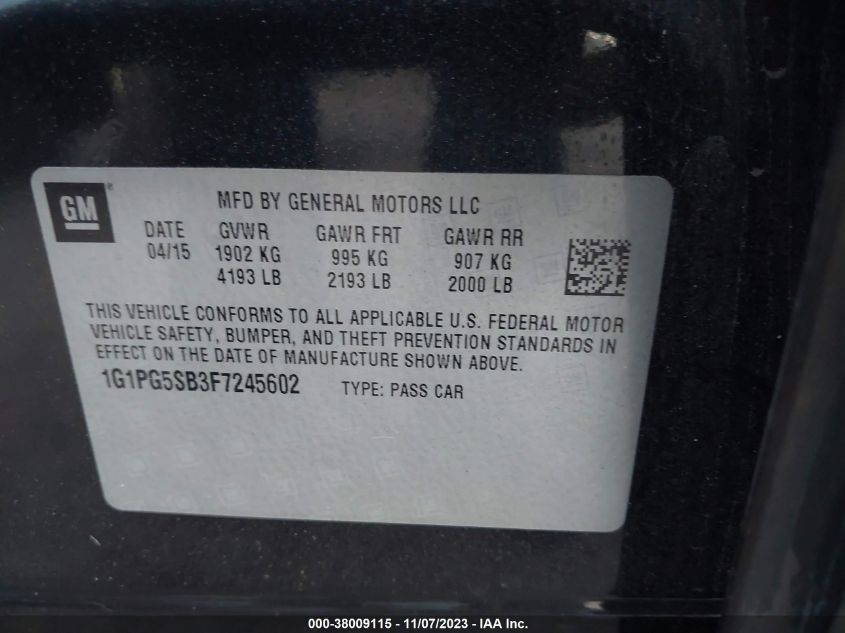 GM
MFD BY GENERAL MOTORS LLC
DATE GVWR GAWR FRT GAWR RR
04/15 1902 KG 995 KG 907 KG
4193 LB 2193 LB 2000 LB
THIS VEHICLE CONFORMS TO ALL APPLICABLE U.S. FEDERAL MOTOR
VEHICLE SAFETY, BUMPER, AND THEFT PREVENTION STANDARDS IN
EFFECT ON THE DATE OF MANUFACTURE SHOWN ABOVE.
1G1PG5SB3F7245602 TYPE: PASS CAR
000-38009115 - 11/07/2023 - IAA Inc.